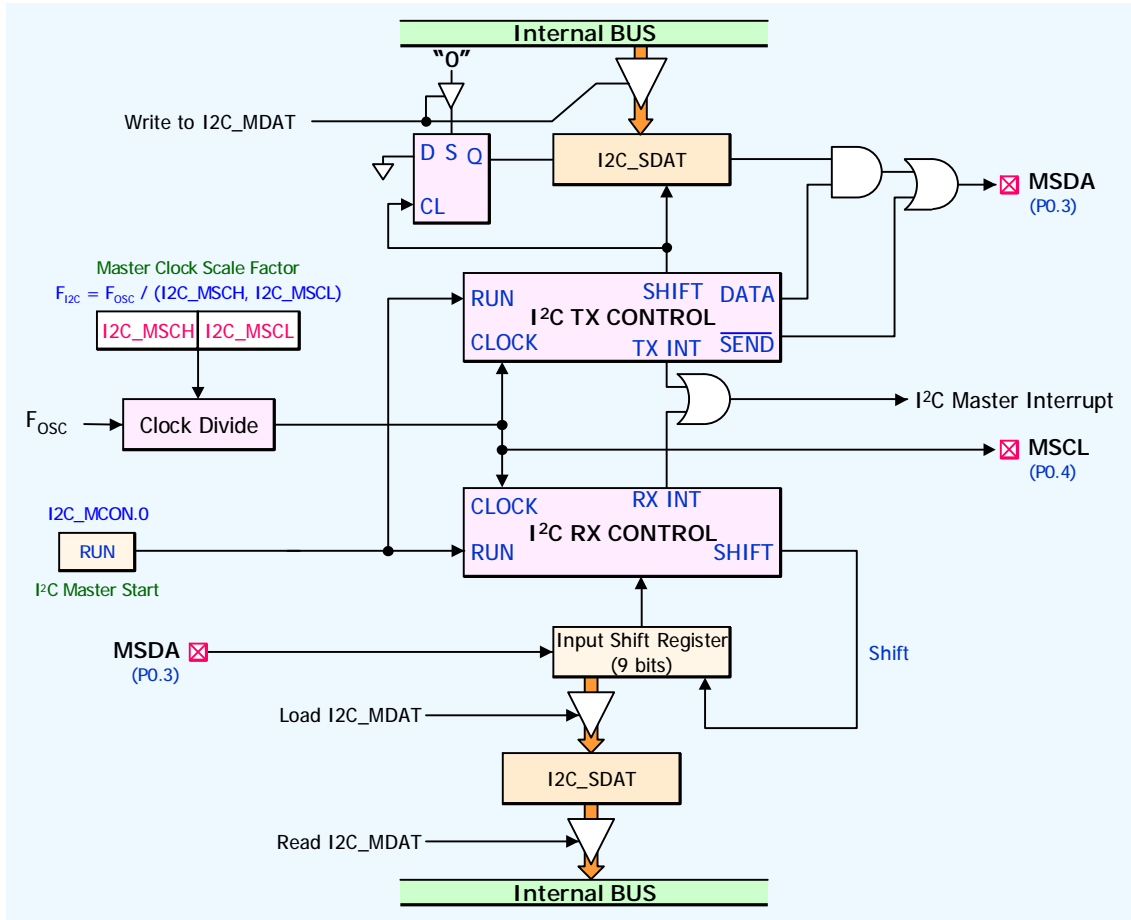 Internal BUS
"0"
Write to I2C_MDAT
D S Q
CL
I2C_SDAT
MSDA
(P0.3)
Master Clock Scale Factor
F_I2C = F_OSC / (I2C_MSCH, I2C_MSCL)
I2C_MSCH I2C_MSCL
RUN
SHIFT DATA
I²C TX CONTROL
CLOCK
TX INT
SEND
F_OSC
Clock Divide
I²C Master Interrupt
MSCL
(P0.4)
I2C_MCON.0
RUN
I²C Master Start
CLOCK
RX INT
I²C RX CONTROL
RUN
SHIFT
MSDA
(P0.3)
Input Shift Register
(9 bits)
Shift
Load I2C_MDAT
I2C_SDAT
Read I2C_MDAT
Internal BUS